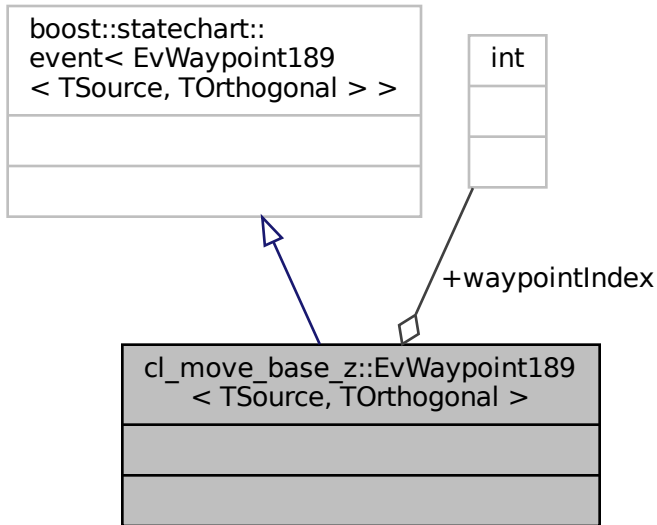 boost::statechart::
event< EvWaypoint189
< TSource, TOrthogonal > >
int
+waypointIndex
cl_move_base_z::EvWaypoint189
< TSource, TOrthogonal >